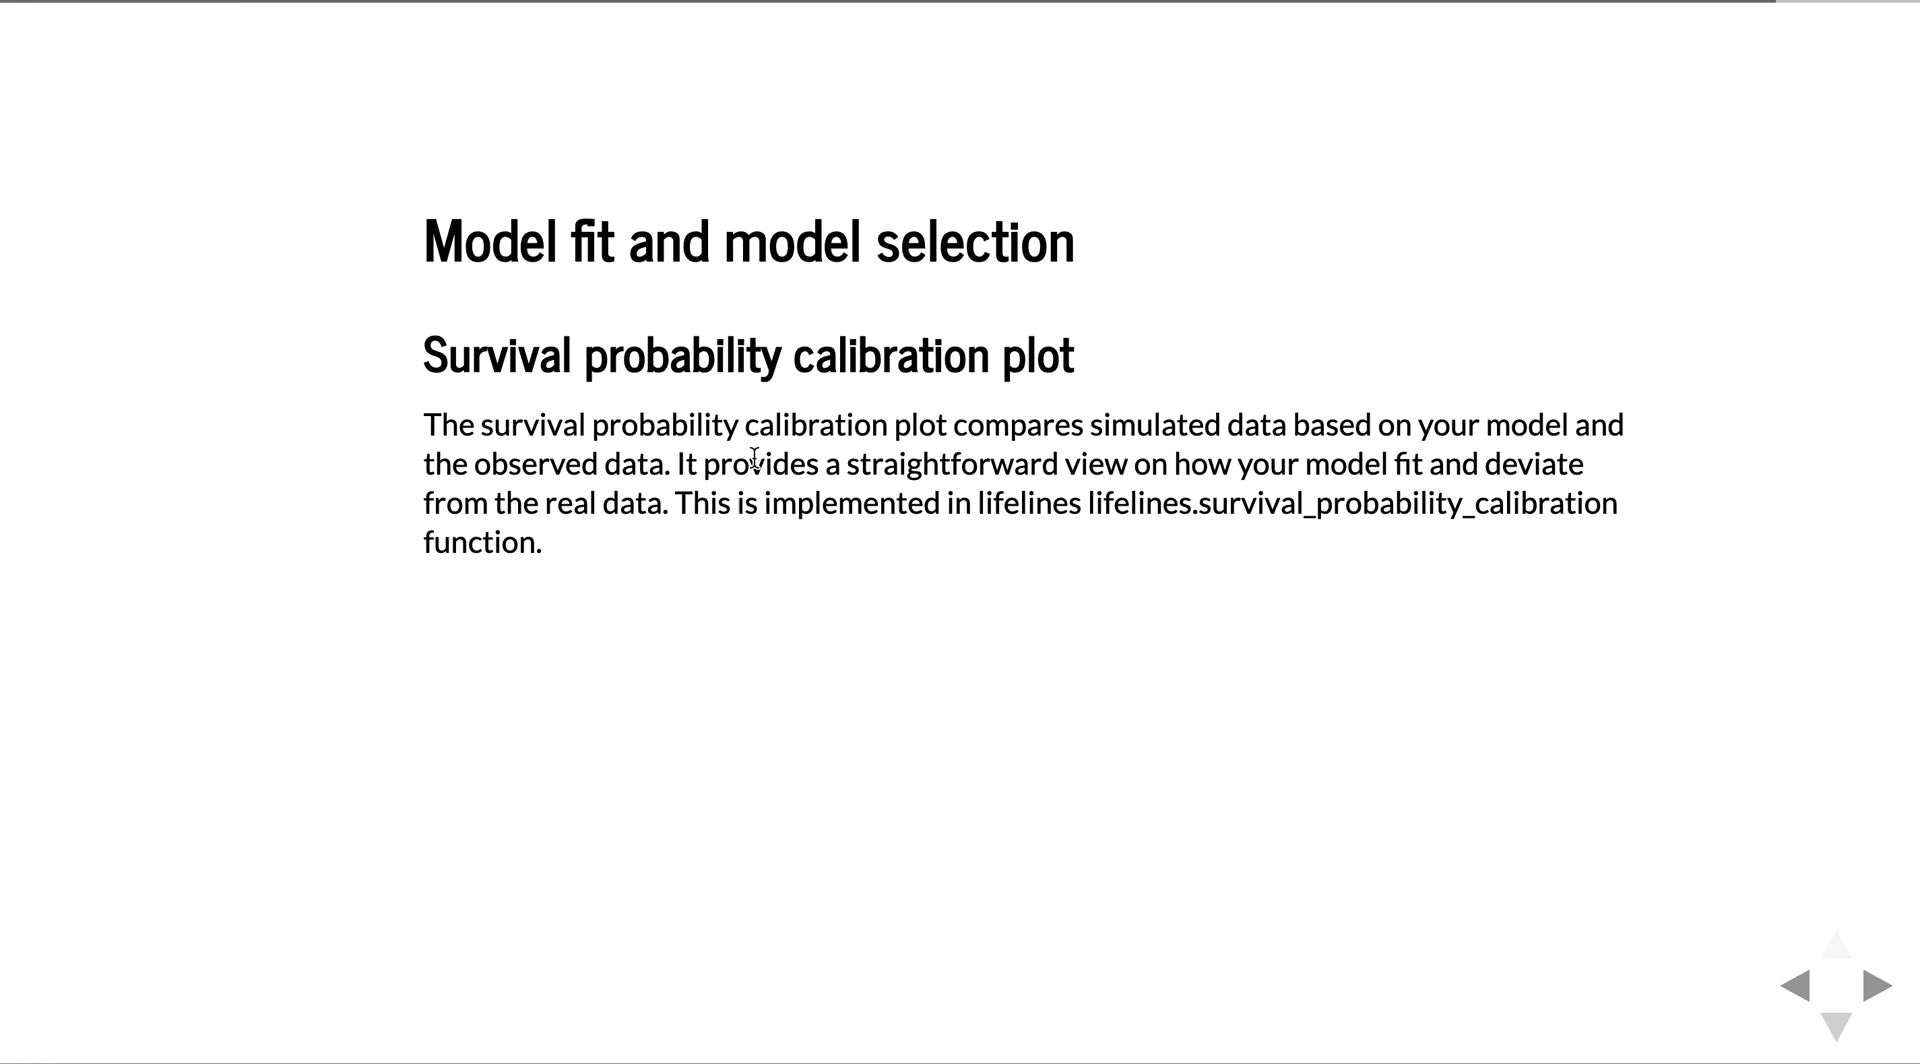 Model fit and model selection
Survival probability calibration plot
The survival probability calibration plot compares simulated data based on your model and
the observed data. It provides a straightforward view on how your model fit and deviate
from the real data. This is implemented in lifelines lifelines.survival_probability_calibration
function.